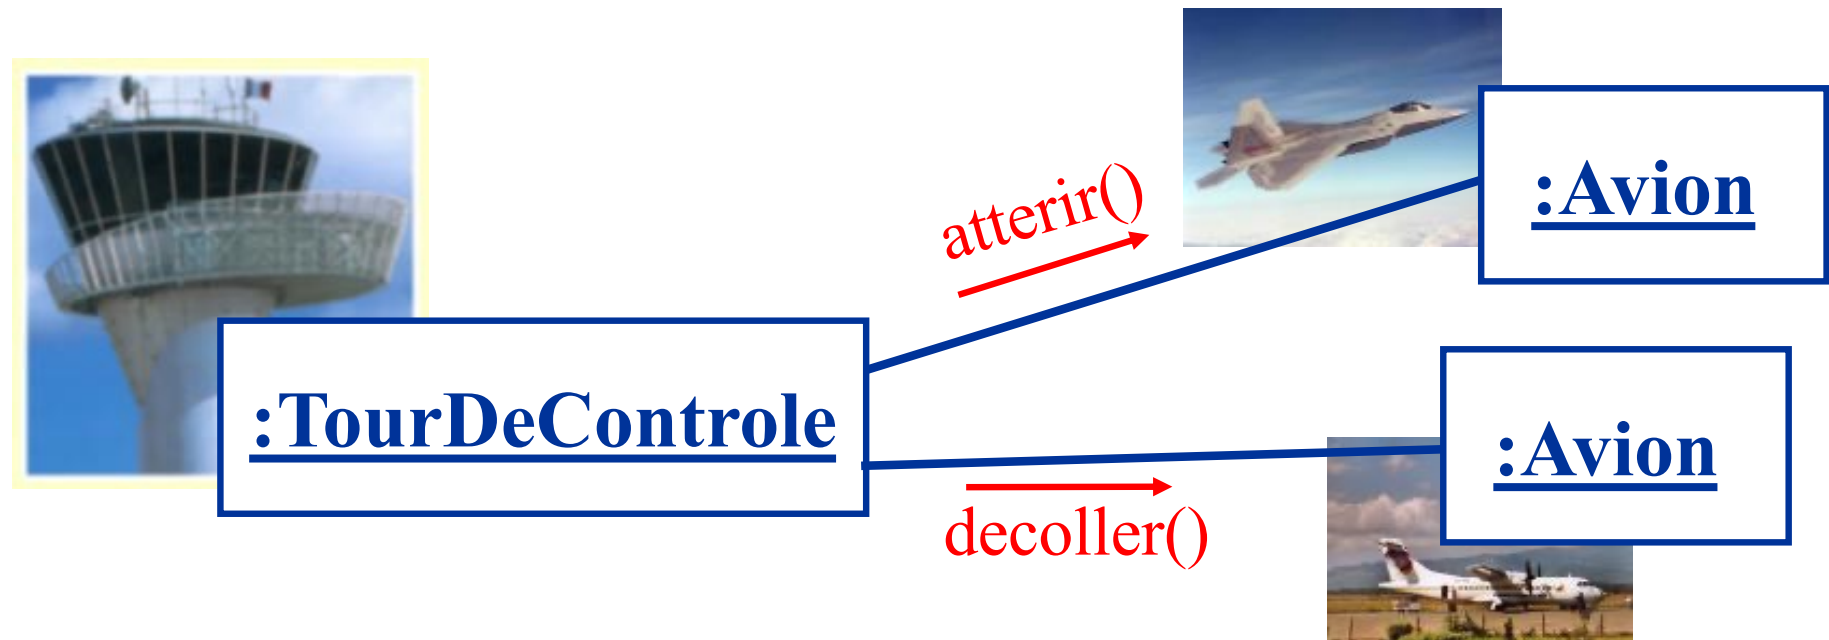 :Avion
atterir()
:TourDeControle
:Avion
decoller()